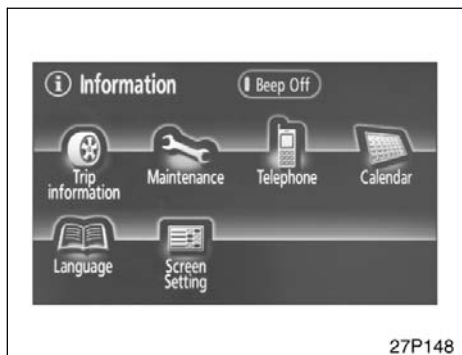 i Information
Beep Off
Trip
information
Maintenance
Telephone
Calendar
Language
Screen
Setting
27P148